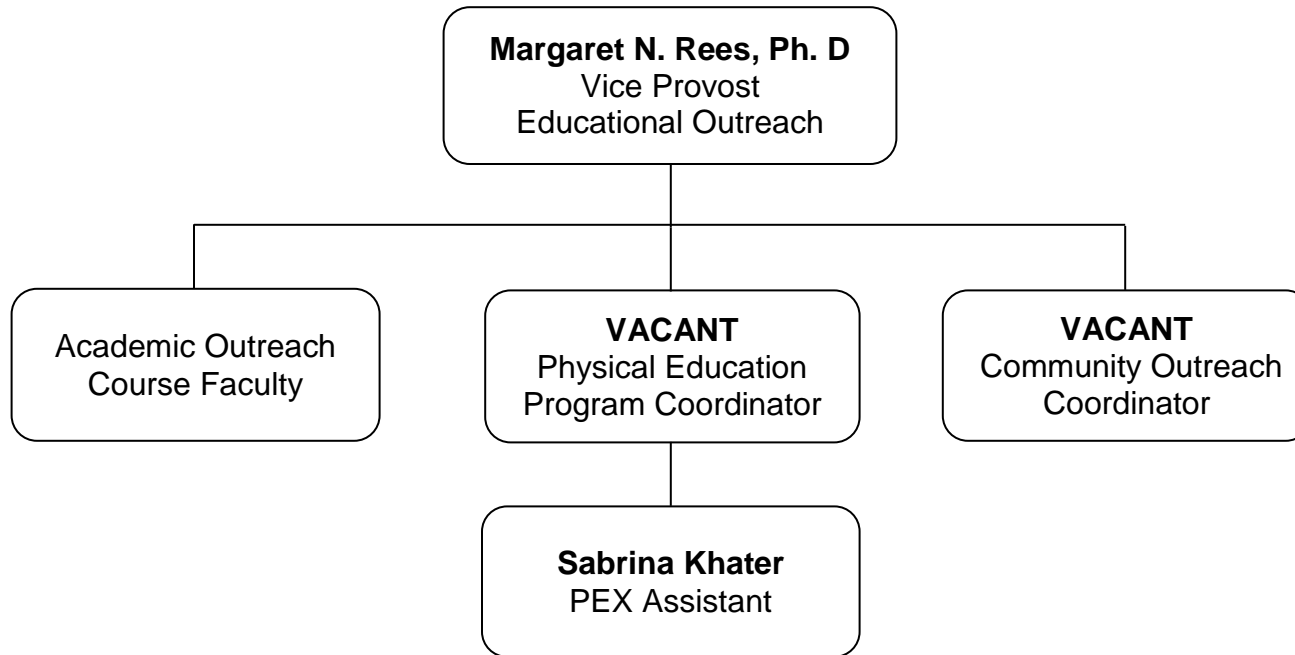 Margaret N. Rees, Ph. D
Vice Provost
Educational Outreach
Academic Outreach
Course Faculty
VACANT
Physical Education
Program Coordinator
VACANT
Community Outreach
Coordinator
Sabrina Khater
PEX Assistant